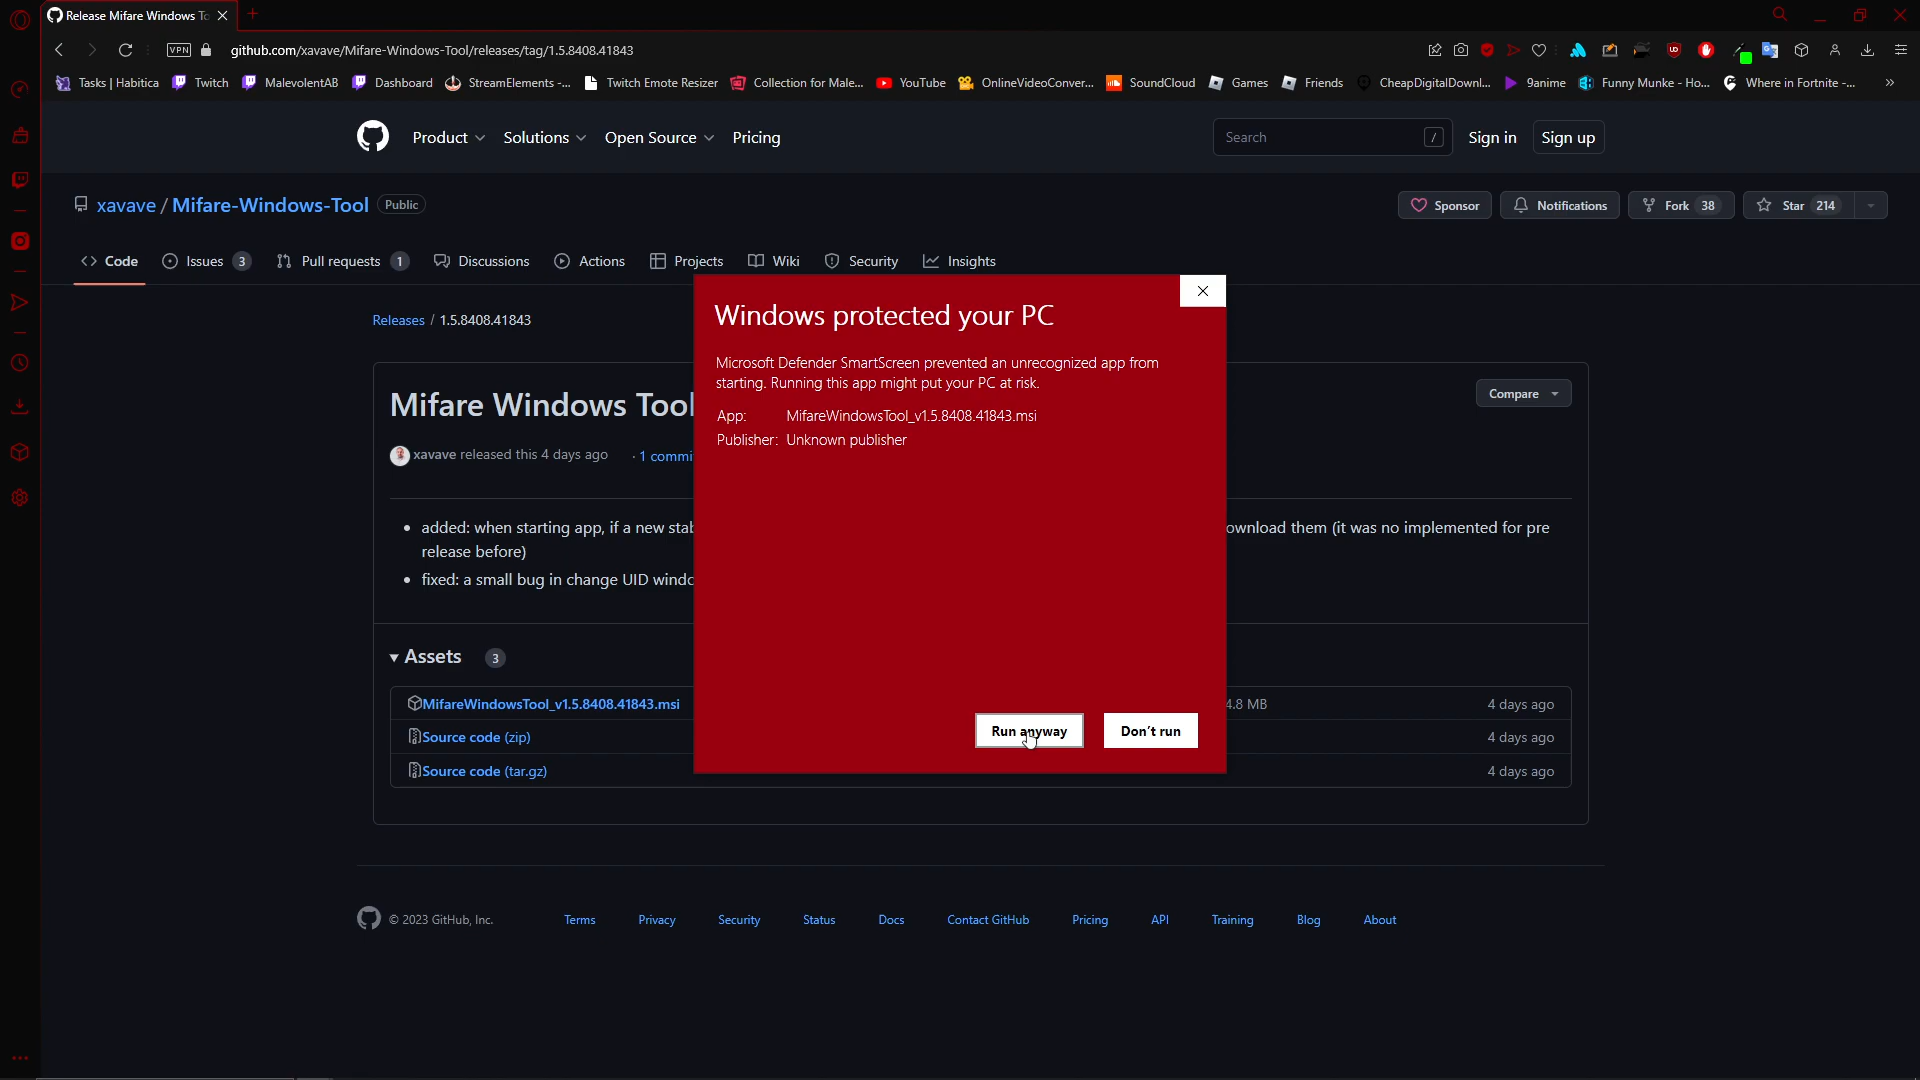 Release Mifare Windows To
VPN
github.com/xavave/Mifare-Windows-Tool/releases/tag/1.5.8408.41843
Tasks | Habitica
Twitch
MalevolentAB
Dashboard
StreamElements -...
Twitch Emote Resizer
Collection for Male...
YouTube
OnlineVideoConver...
SoundCloud
Games
Friends
CheapDigitalDownl...
9anime
Funny Munke - Ho...
Where in Fortnite -...
Product
Solutions
Open Source
Pricing
Search
/
Sign in
Sign up
xavave / Mifare-Windows-Tool
Public
Sponsor
Notifications
Fork 38
Star 214
Code
Issues 3
Pull requests 1
Discussions
Actions
Projects
Wiki
Security
Insights
Releases / 1.5.8408.41843
Mifare Windows Tool
Compare
xavave released this 4 days ago
· 1 commi
added: when starting app, if a new stab
ownload them (it was no implemented for pre
release before)
fixed: a small bug in change UID windo
Assets 3
MifareWindowsTool_v1.5.8408.41843.msi
4.8 MB
4 days ago
Source code (zip)
4 days ago
Source code (tar.gz)
4 days ago
Windows protected your PC
Microsoft Defender SmartScreen prevented an unrecognized app from
starting. Running this app might put your PC at risk.
App: MifareWindowsTool_v1.5.8408.41843.msi
Publisher: Unknown publisher
Run anyway
Don't run
© 2023 GitHub, Inc.
Terms
Privacy
Security
Status
Docs
Contact GitHub
Pricing
API
Training
Blog
About